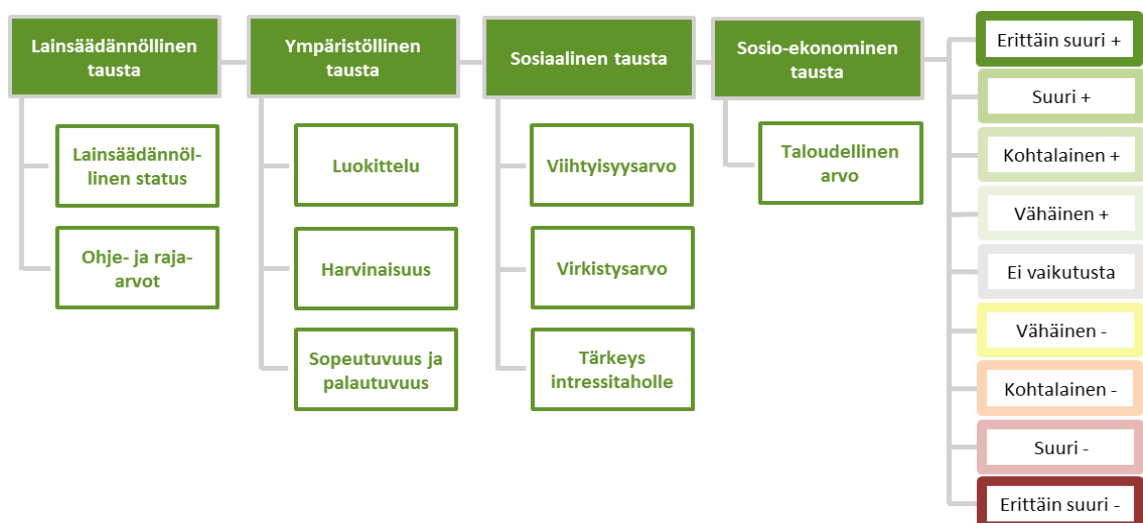 Lainsäädännöllinen
tausta
Lainsäädännöl-
linen status
Ohje- ja raja-
arvot
Ympäristöllinen
tausta
Luokittelu
Harvinaisuus
Sopeutuvuus ja
palautuvuus
Sosiaalinen tausta
Viihtyisyysarvo
Virkistysarvo
Tärkeys
intressitaholle
Sosio-ekonominen
tausta
Taloudellinen
arvo
Erittäin suuri +
Suuri +
Kohtalainen +
Vähäinen +
Ei vaikutusta
Vähäinen -
Kohtalainen -
Suuri -
Erittäin suuri -